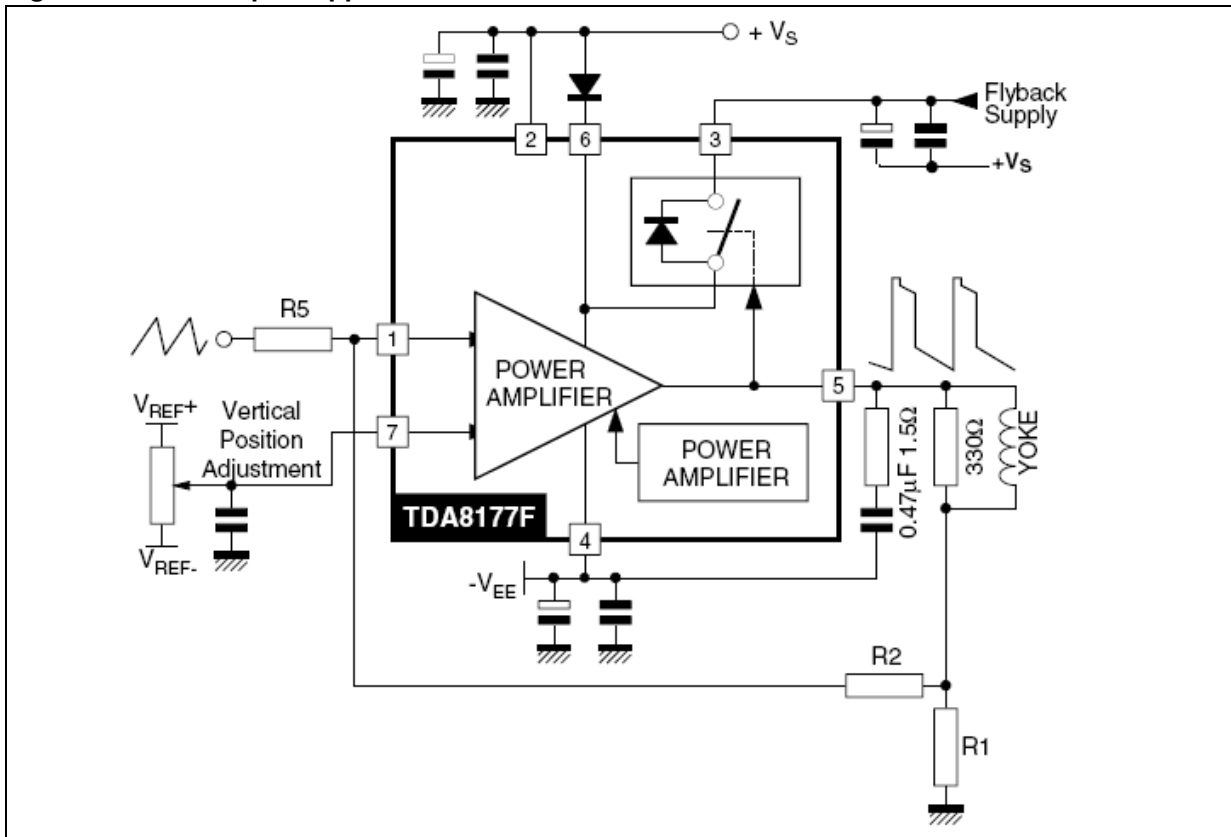 + VS
Flyback
Supply
+VS
2
6
3
R5
1
POWER
AMPLIFIER
5
VREF+
Vertical
Position
Adjustment
7
POWER
AMPLIFIER
0.47µF 1.5Ω
330Ω
YOKE
TDA8177F
4
VREF-
-VEE
R2
R1